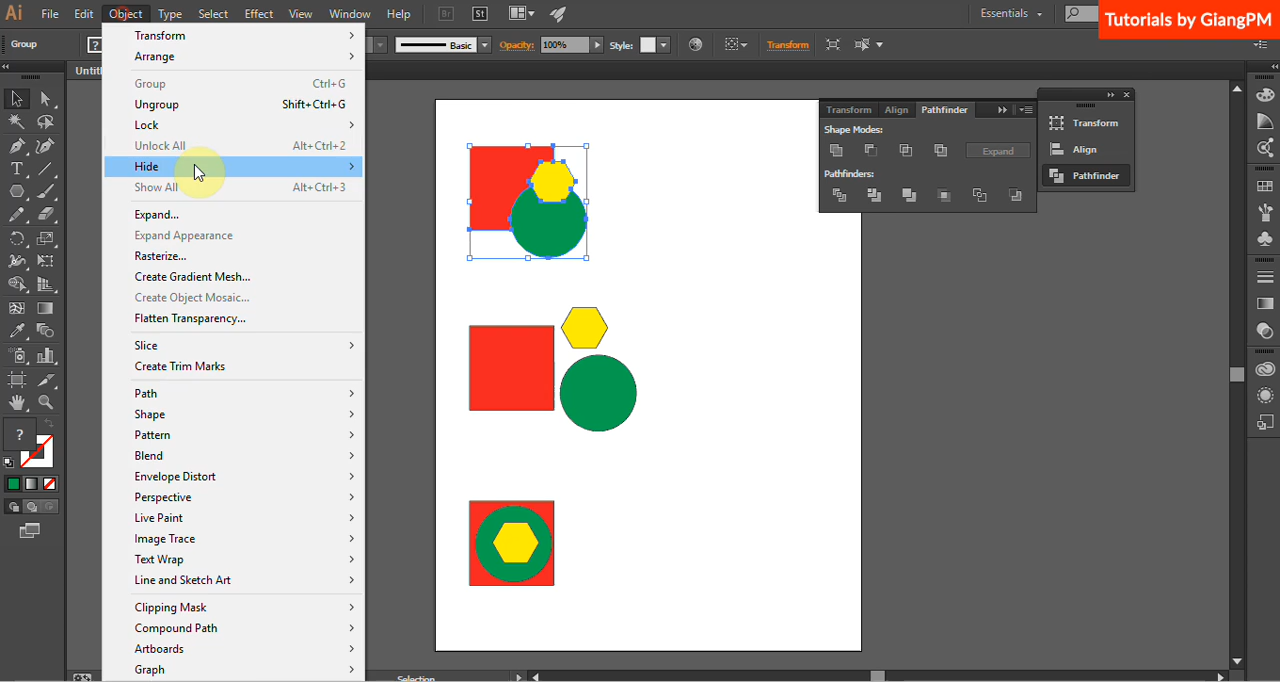 Ai File Edit Object Type Select Effect View Window Help Br St Essentials
Tutorials by GiangPM
Group ? Basic Opacity: 100% Style: Transform
Untit
Transform
Arrange
Group Ctrl+G
Ungroup Shift+Ctrl+G
Lock
Unlock All Alt+Ctrl+2
Hide
Show All Alt+Ctrl+3
Expand...
Expand Appearance
Rasterize...
Create Gradient Mesh...
Create Object Mosaic...
Flatten Transparency...
Slice
Create Trim Marks
Path
Shape
Pattern
Blend
Envelope Distort
Perspective
Live Paint
Image Trace
Text Wrap
Text and Sketch Art
Clipping Mask
Compound Path
Artboards
Graph
Transform Align Pathfinder
Shape Modes:
Expand
Pathfinders:
Transform
Align
Pathfinder
?
Selection